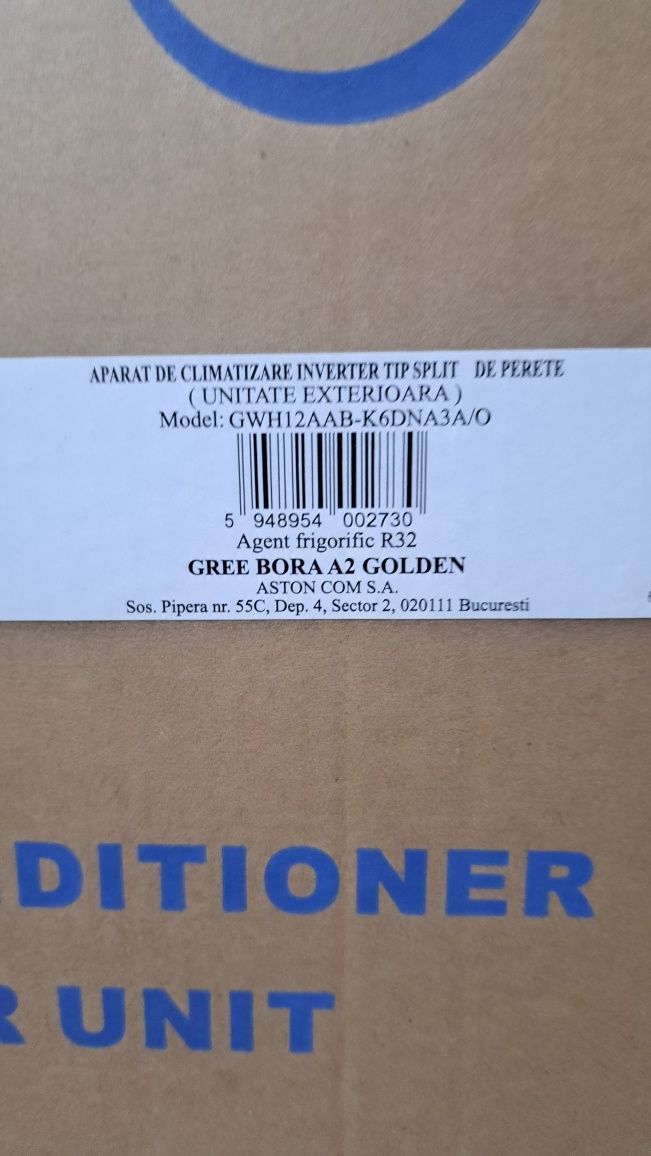 APARAT DE CLIMATIZARE INVERTER TIP SPLIT DE PERETE
( UNITATE EXTERIOARA )
Model: GWH12AAB-K6DNA3A/O
5 948954 002730
Agent frigorific R32
GREE BORA A2 GOLDEN
ASTON COM S.A.
Sos. Pipera nr. 55C, Dep. 4, Sector 2, 020111 Bucuresti
DITIONER
R UNIT